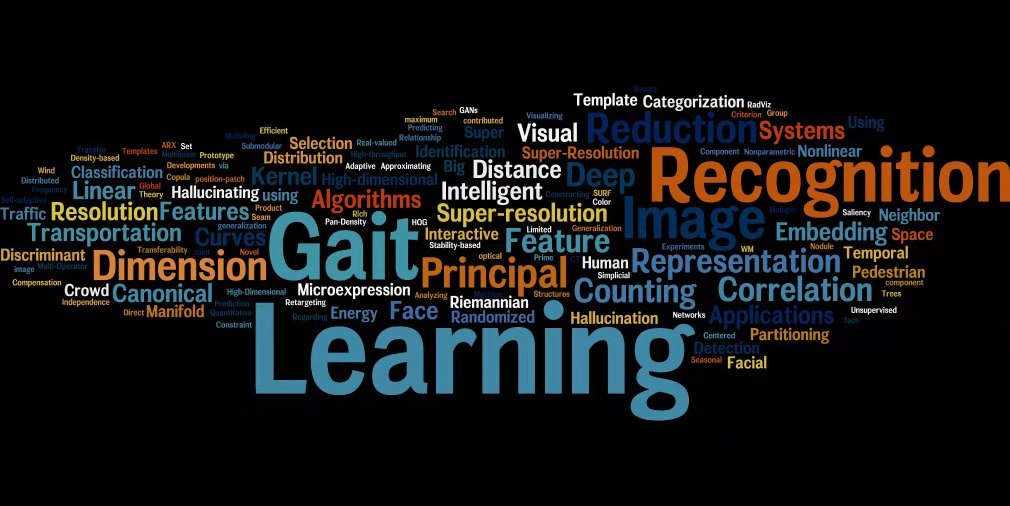 Template Categorization RadViz
Search GANs
Visualizing
Criterion Group
maximum contributed
Predicting
Super
Visual Reduction Systems Using
Efficient
Modeling
Relationship
ARX Set
Submodular
Selection Real-valued
Identification
Super-Resolution
Component Nonparametric Nonlinear
Transfer
Templates
Multilinear Prototype
Density-based
Distribution High-throughput
Big Distance Deep Recognition
Wind
Classification
Developments via
Adaptive Approximating
Copula position-patch
Kernel High-dimensional
Distributed
Frequency
Linear Global
Theory
Hallucinating using Algorithms
Intelligent
Constructing SURF
Color
Self-adaptive
Image
Multiple
Traffic Resolution Features
Product
Seam
Rich
Pan-Density
HOG
Super-resolution
Saliency Neighbor
Transportation
generalization
Curves
Gait
Interactive Limited
Generalization
Embedding Space
Stability-based
Feature
Discriminant
Transferability Novel
optical Prime
Experiments WM Nodule
image Multi-Operator
Dimension
Principal
Human
Simplicial
Representation Temporal
Pedestrian
Compensation
Crowd Canonical High-Dimensional
Microexpression
Analyzing
Structures
Counting Correlation
component
Trees
Independence
Prediction
Retargeting
Riemannian
Direct Manifold Quantitative
Regarding Energy Face Randomized
Hallucination Networks Applications
Unsupervised
Constraint
Learning
Centered Partitioning
Detection
Seasonal Facial